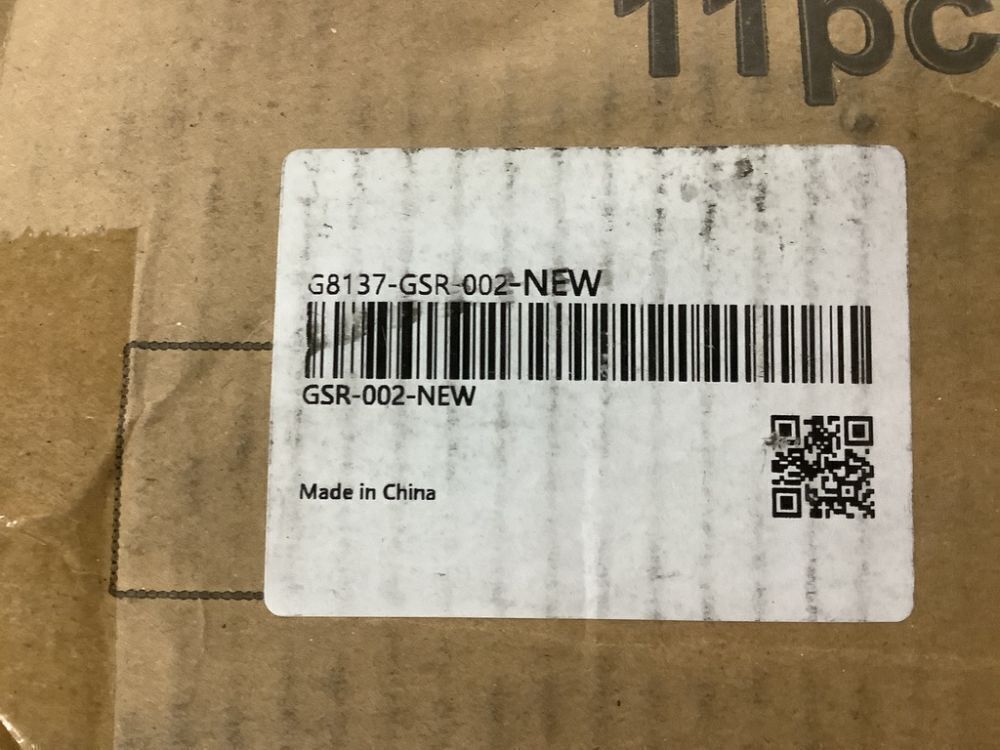 11pc
G8137-GSR-002-NEW
GSR-002-NEW
Made in China